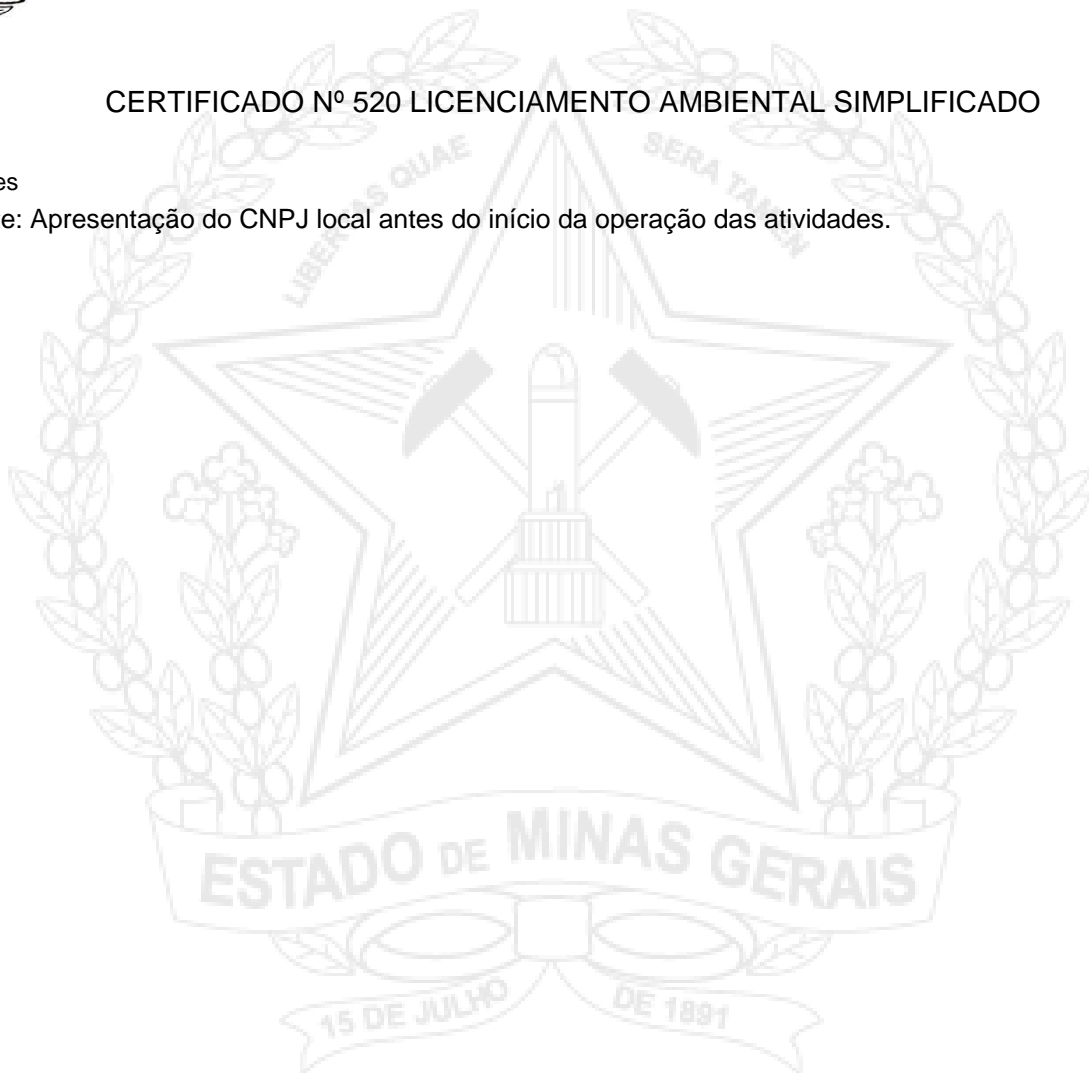 CERTIFICADO Nº 520 LICENCIAMENTO AMBIENTAL SIMPLIFICADO
es
e: Apresentação do CNPJ local antes do início da operação das atividades.
LIBERTAS QUAE SERA TAMEN
ESTADO DE MINAS GERAIS
15 DE JULHO DE 1891